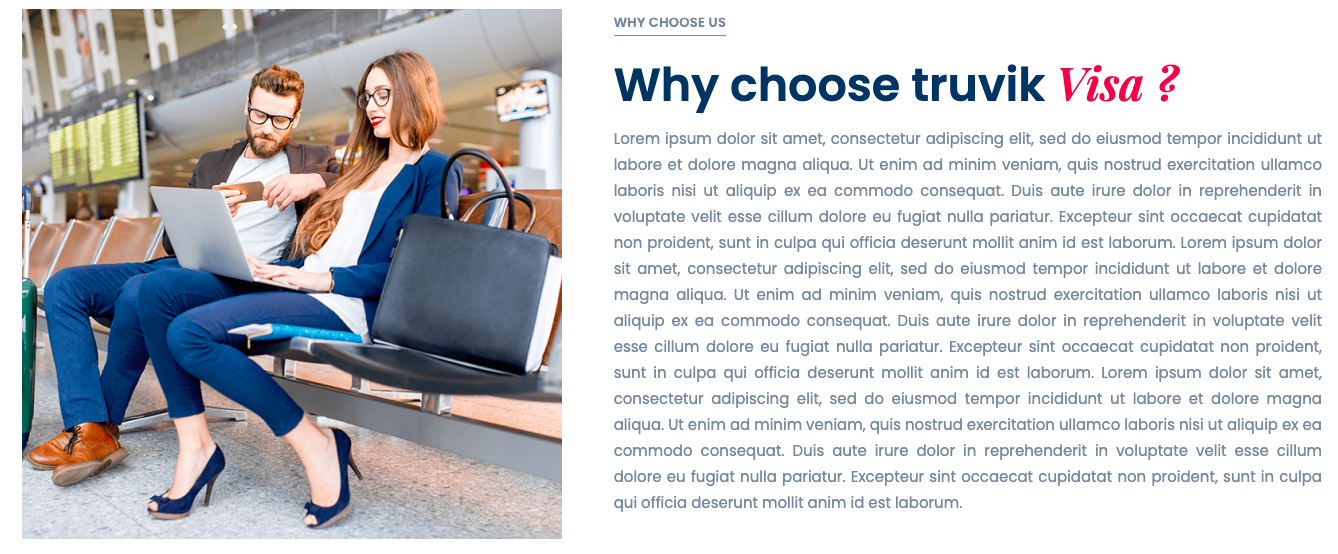 WHY CHOOSE US
Why choose truvik Visa ?
Lorem ipsum dolor sit amet, consectetur adipiscing elit, sed do eiusmod tempor incididunt ut
labore et dolore magna aliqua. Ut enim ad minim veniam, quis nostrud exercitation ullamco
laboris nisi ut aliquip ex ea commodo consequat. Duis aute irure dolor in reprehenderit in
voluptate velit esse cillum dolore eu fugiat nulla pariatur. Excepteur sint occaecat cupidatat
non proident, sunt in culpa qui officia deserunt mollit anim id est laborum. Lorem ipsum dolor
sit amet, consectetur adipiscing elit, sed do eiusmod tempor incididunt ut labore et dolore
magna aliqua. Ut enim ad minim veniam, quis nostrud exercitation ullamco laboris nisi ut
aliquip ex ea commodo consequat. Duis aute irure dolor in reprehenderit in voluptate velit
esse cillum dolore eu fugiat nulla pariatur. Excepteur sint occaecat cupidatat non proident,
sunt in culpa qui officia deserunt mollit anim id est laborum. Lorem ipsum dolor sit amet,
consectetur adipiscing elit, sed do eiusmod tempor incididunt ut labore et dolore magna
aliqua. Ut enim ad minim veniam, quis nostrud exercitation ullamco laboris nisi ut aliquip ex ea
commodo consequat. Duis aute irure dolor in reprehenderit in voluptate velit esse cillum
dolore eu fugiat nulla pariatur. Excepteur sint occaecat cupidatat non proident, sunt in culpa
qui officia deserunt mollit anim id est laborum.